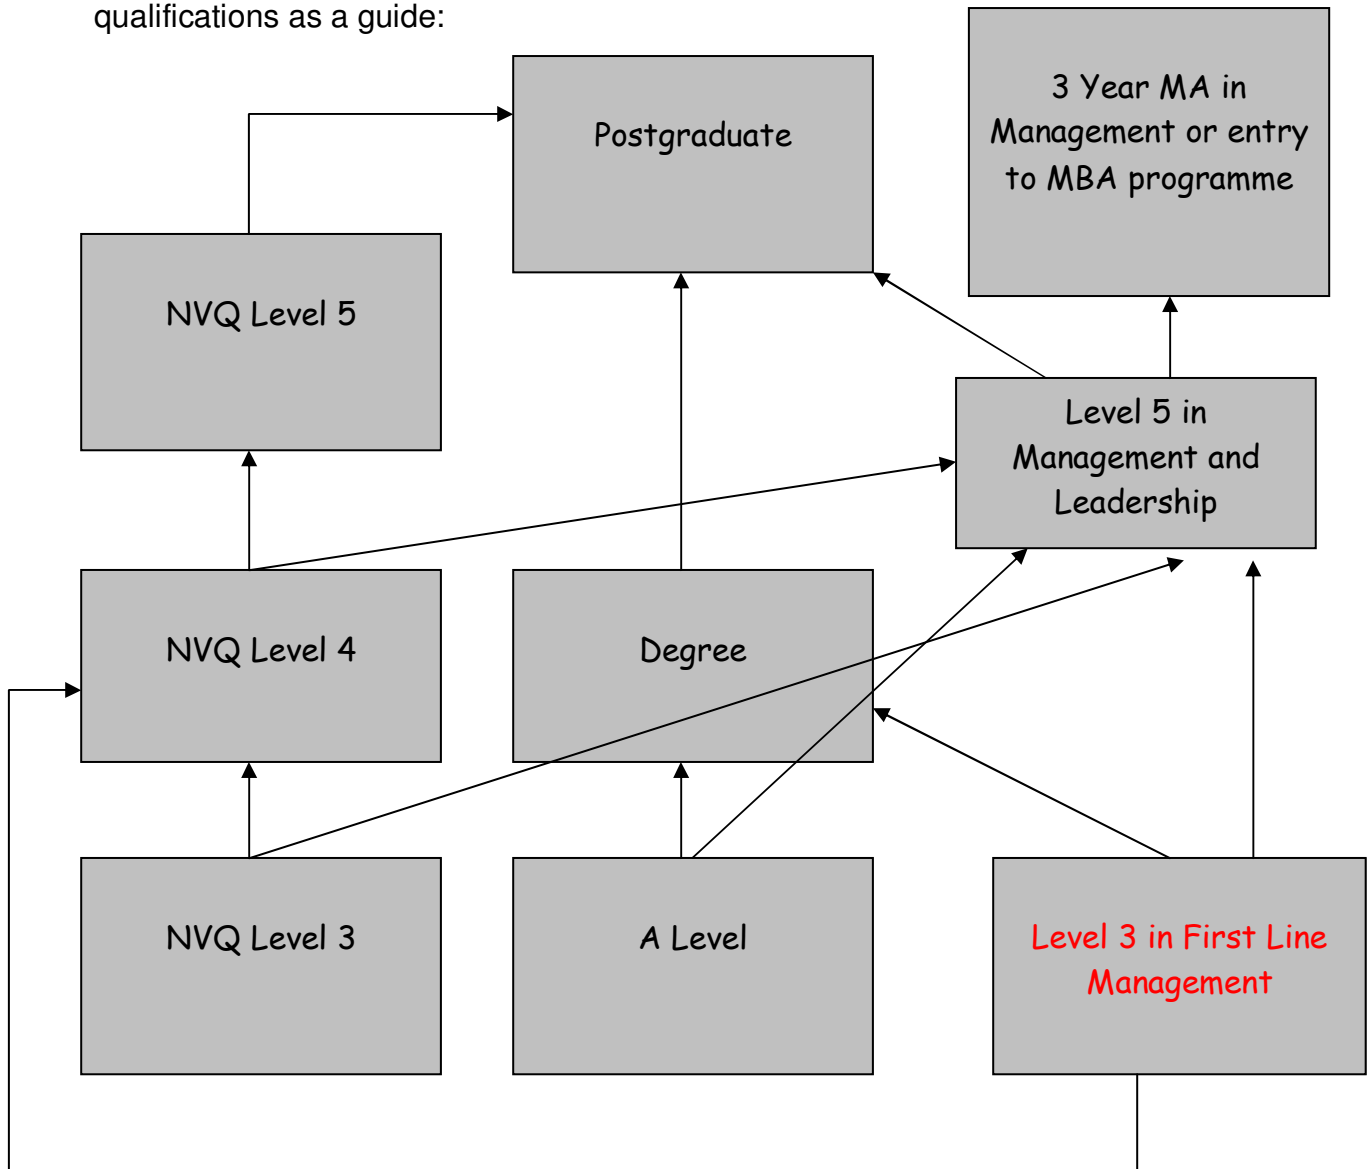 qualifications as a guide:
3 Year MA in
Management or entry
to MBA programme
Postgraduate
NVQ Level 5
Level 5 in
Management and
Leadership
NVQ Level 4
Degree
NVQ Level 3
A Level
Level 3 in First Line
Management